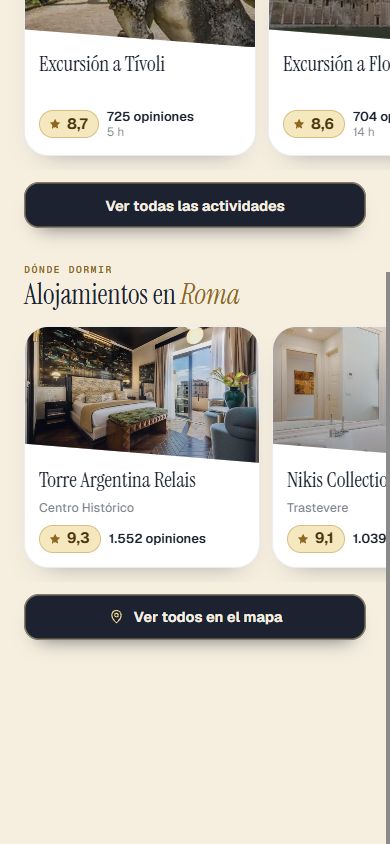 Excursión a Tívoli
8,7
725 opiniones
5 h
Excursión a Flo
8,6
704 op
14 h
Ver todas las actividades
DÓNDE DORMIR
Alojamientos en Roma
Torre Argentina Relais
Centro Histórico
9,3
1.552 opiniones
Nikis Collectio
Trastevere
9,1
1.039
Ver todos en el mapa